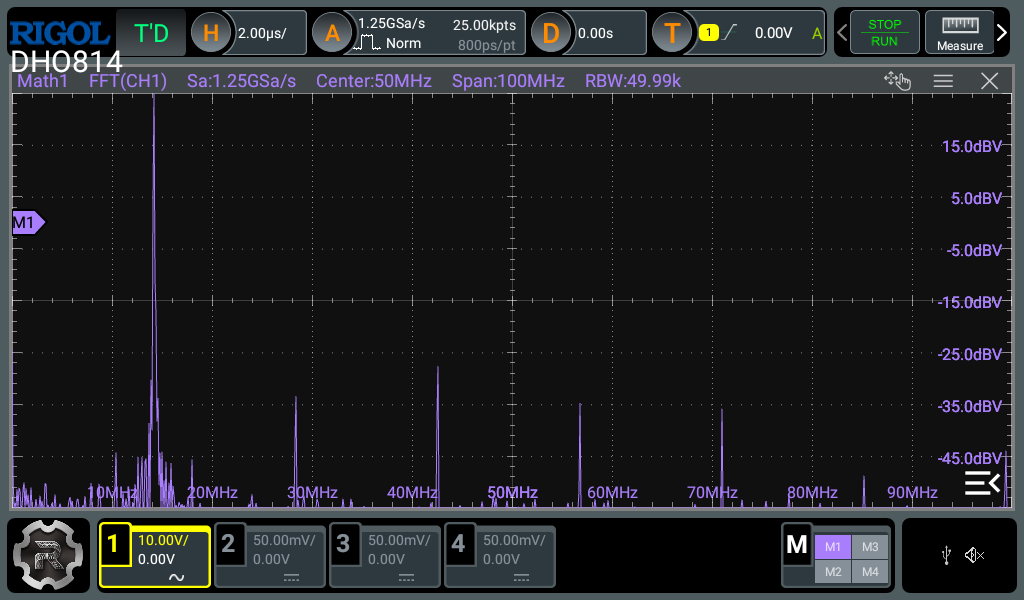 RIGOL T'D H 2.00μs/ A 1.25GSa/s 25.00kpts D 0.00s T 1 0.00V A STOP
Norm 800ps/pt RUN Measure
DHO814
Math1 FFT(CH1) Sa:1.25GSa/s Center:50MHz Span:100MHz RBW:49.99k
15.0dBV
5.0dBV
M1
-5.0dBV
-15.0dBV
-25.0dBV
-35.0dBV
-45.0dBV
10MHz 20MHz 30MHz 40MHz 50MHz 60MHz 70MHz 80MHz 90MHz
1 10.00V/ 2 50.00mV/ 3 50.00mV/ 4 50.00mV/ M M1 M3
0.00V 0.00V 0.00V 0.00V M2 M4
R